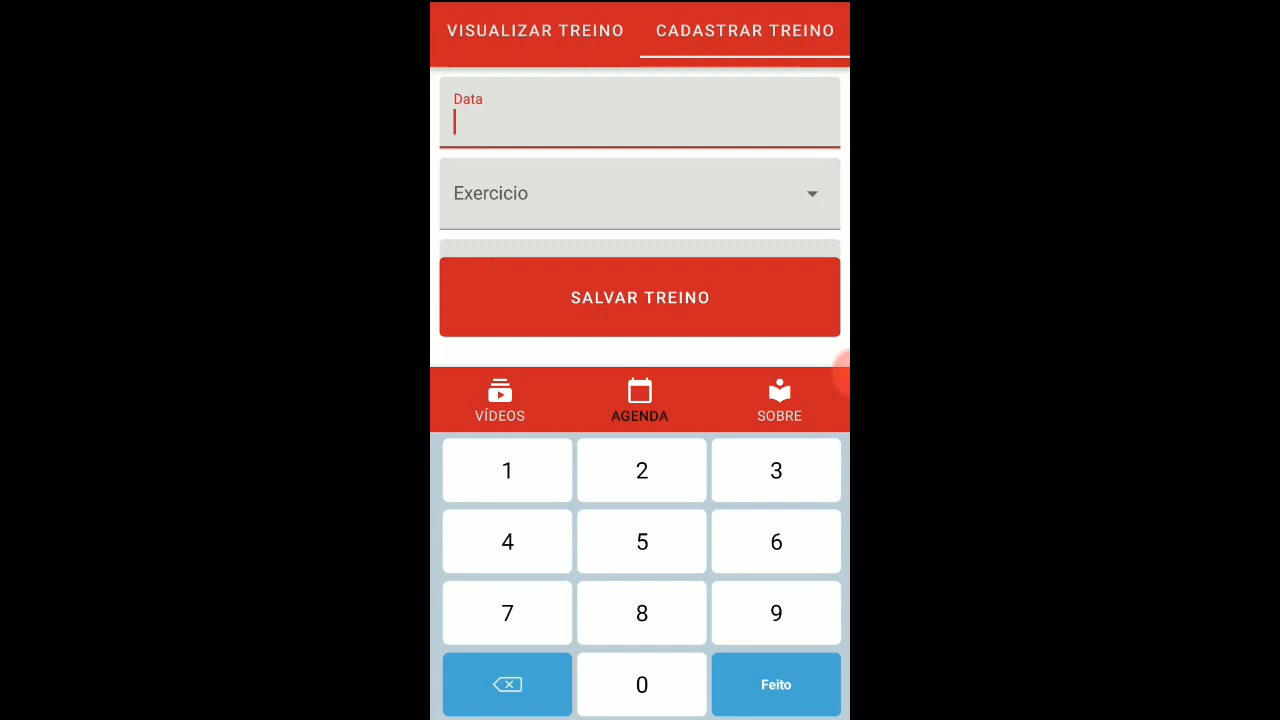 VISUALIZAR TREINO CADASTRAR TREINO
Data
Exercicio
SALVAR TREINO
VÍDEOS AGENDA SOBRE
1 2 3
4 5 6
7 8 9
0 Feito